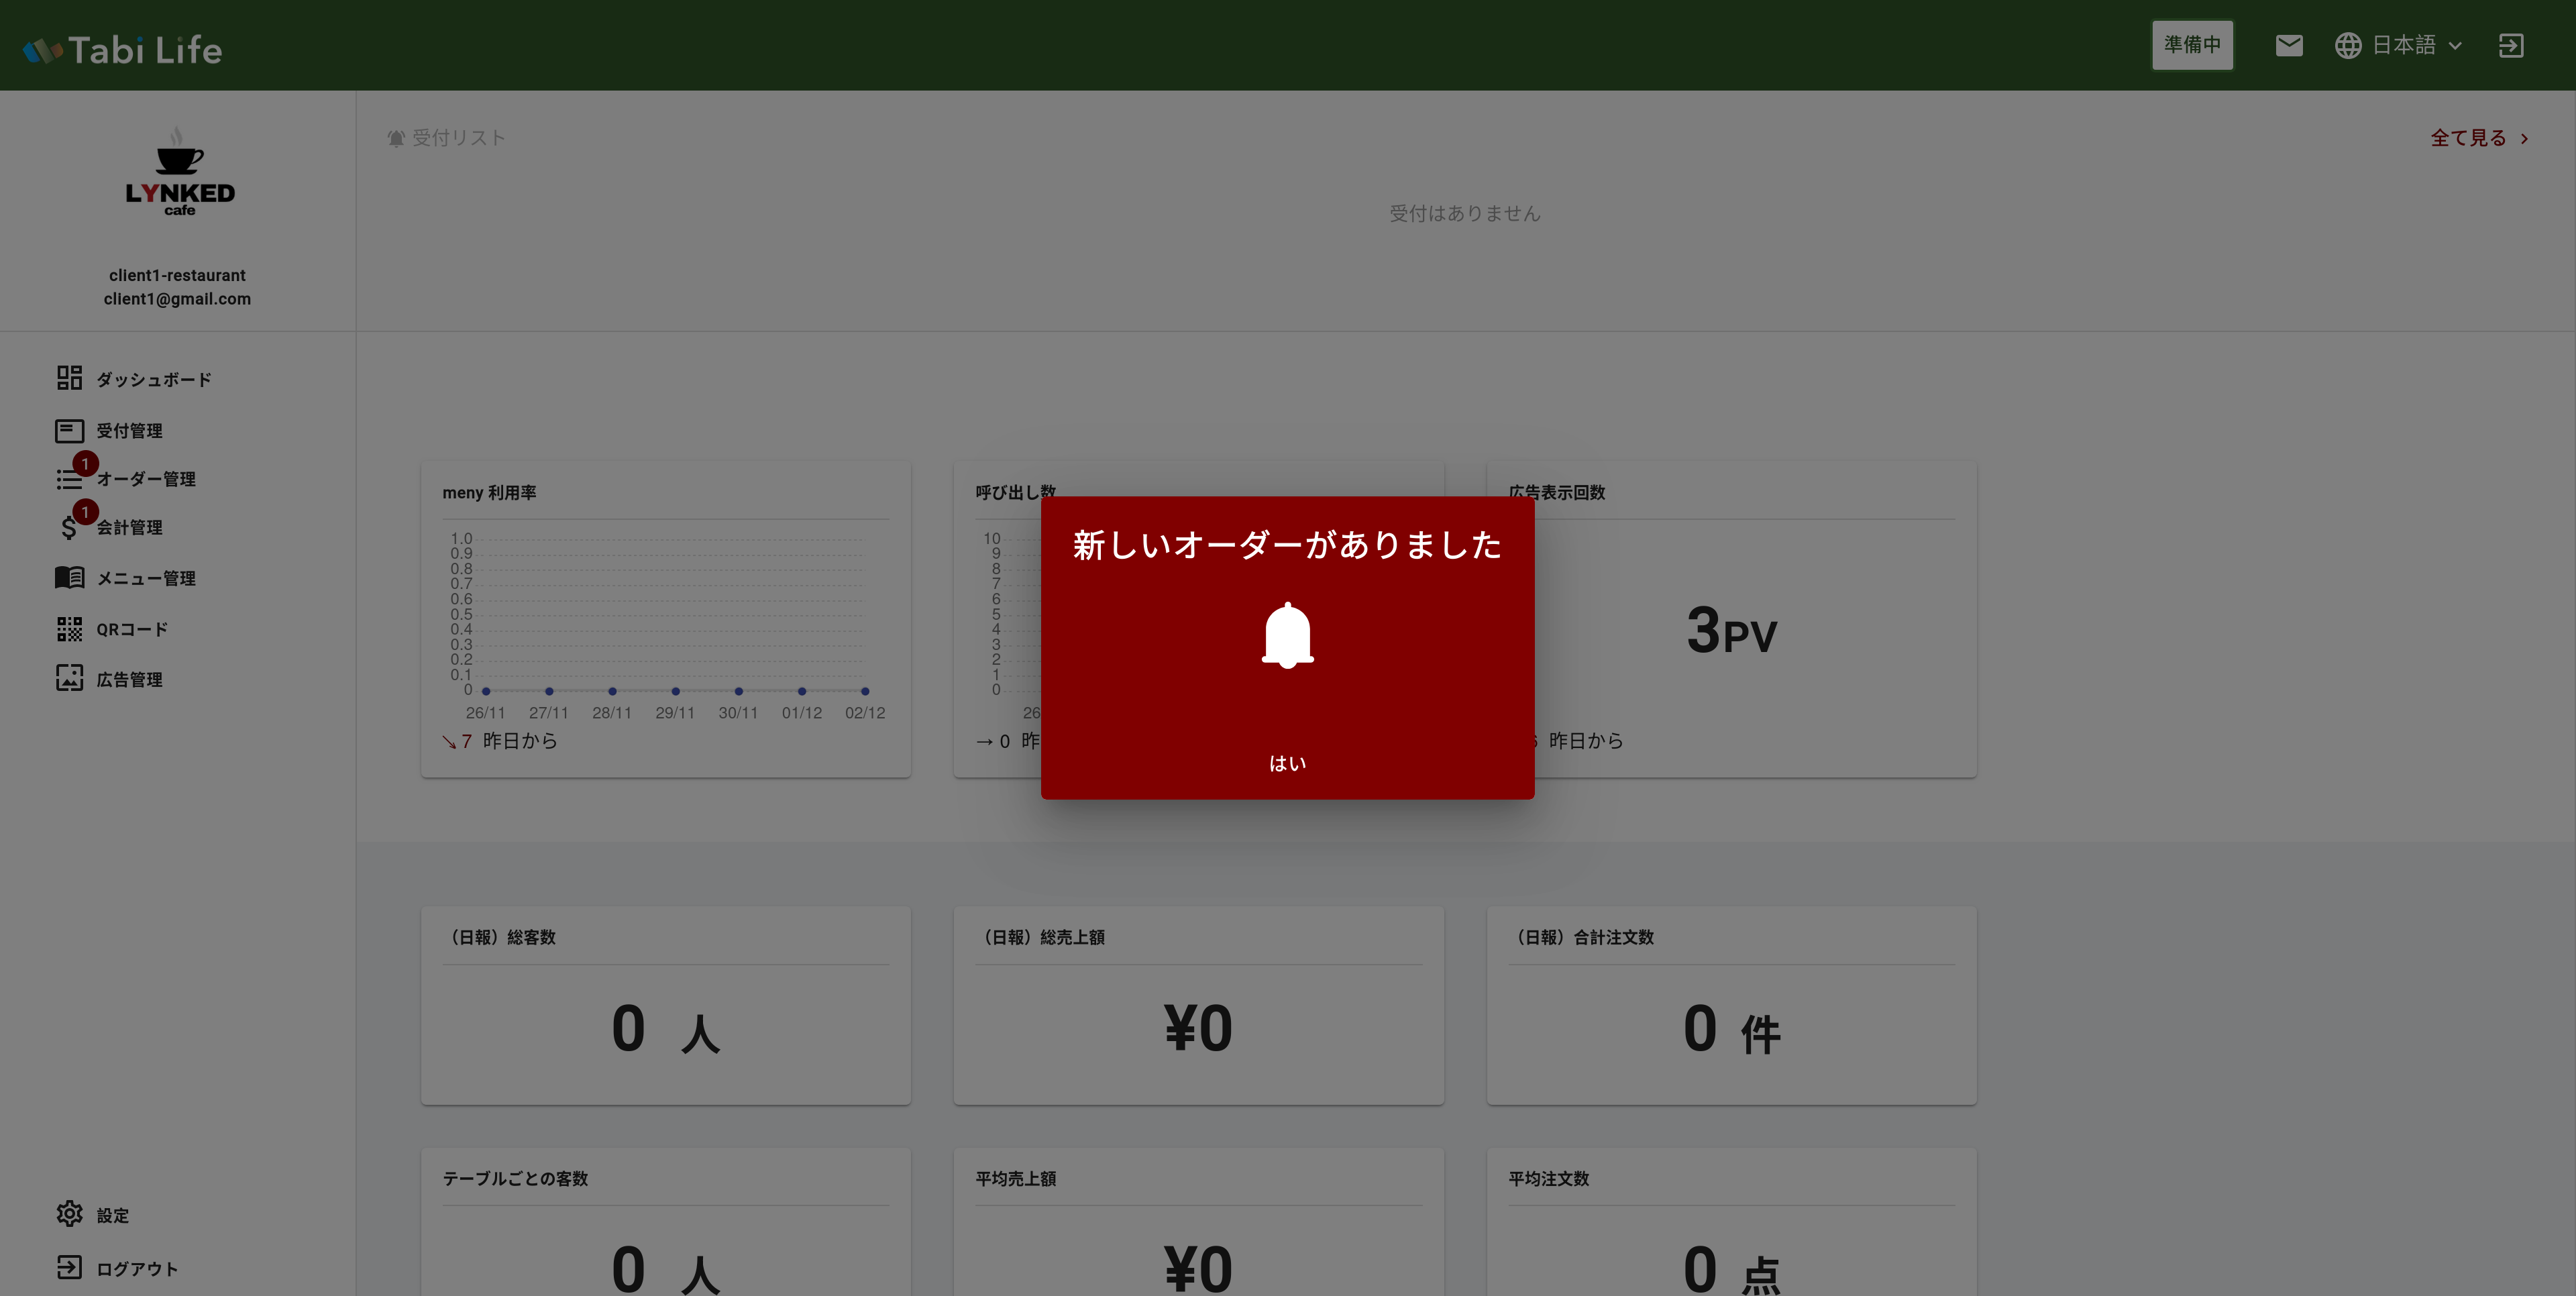 Tabi Life
準備中
日本語
LYNKED
cafe
client1-restaurant
client1@gmail.com
ダッシュボード
受付管理
1
オーダー管理
1
会計管理
メニュー管理
QRコード
広告管理
設定
ログアウト
受付リスト
全て見る
受付はありません
meny 利用率
1.0
0.9
0.8
0.7
0.6
0.5
0.4
0.3
0.2
0.1
0
26/11 27/11 28/11 29/11 30/11 01/12 02/12
↘ 7 昨日から
呼び出し数
10
9
8
7
6
5
4
3
2
1
0
26
→ 0 昨
広告表示回数
3PV
昨日から
新しいオーダーがありました
はい
(日報) 総客数
0 人
(日報) 総売上額
¥0
(日報) 合計注文数
0 件
テーブルごとの客数
0 人
平均売上額
¥0
平均注文数
0 点